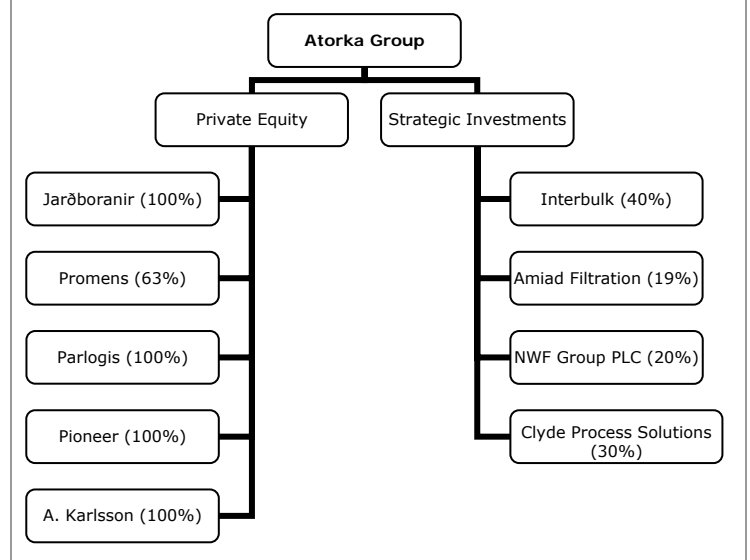 Atorka Group
Private Equity
Strategic Investments
Jarðboranir (100%)
Promens (63%)
Parlogis (100%)
Pioneer (100%)
A. Karlsson (100%)
Interbulk (40%)
Amiad Filtration (19%)
NWF Group PLC (20%)
Clyde Process Solutions
(30%)